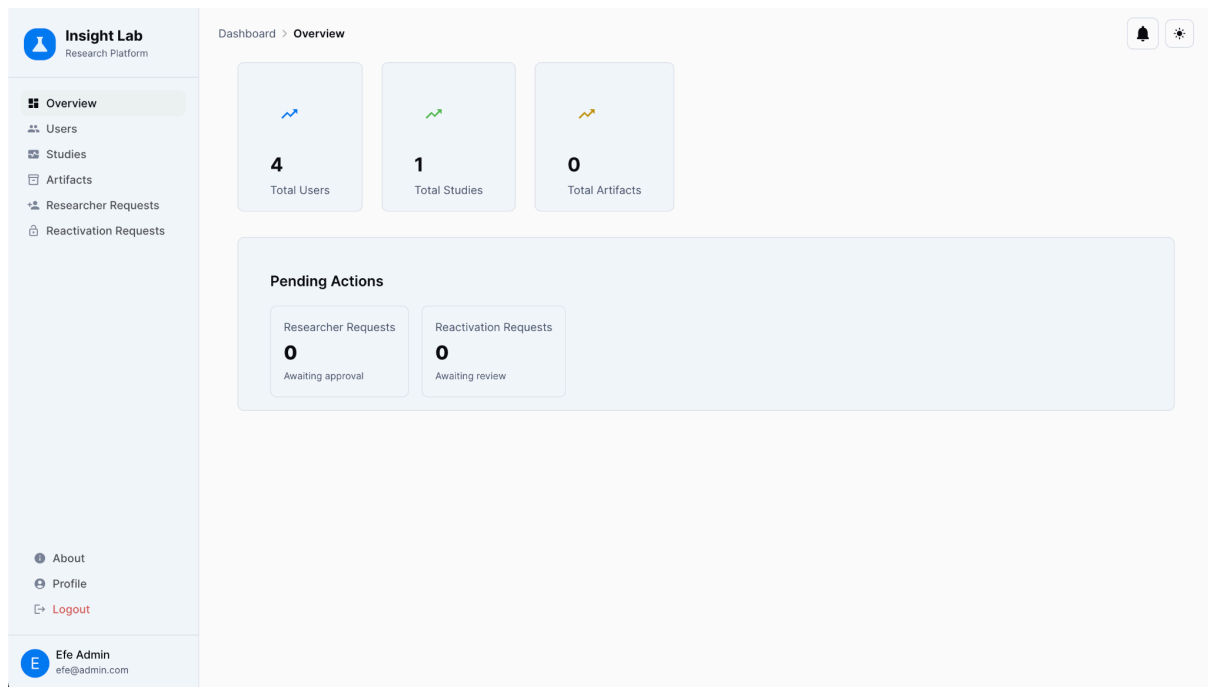 Insight Lab
Research Platform
Dashboard > Overview
Overview
Users
Studies
Artifacts
Researcher Requests
Reactivation Requests
4
Total Users
1
Total Studies
0
Total Artifacts
Pending Actions
Researcher Requests
0
Awaiting approval
Reactivation Requests
0
Awaiting review
About
Profile
Logout
E
Efe Admin
efe@admin.com